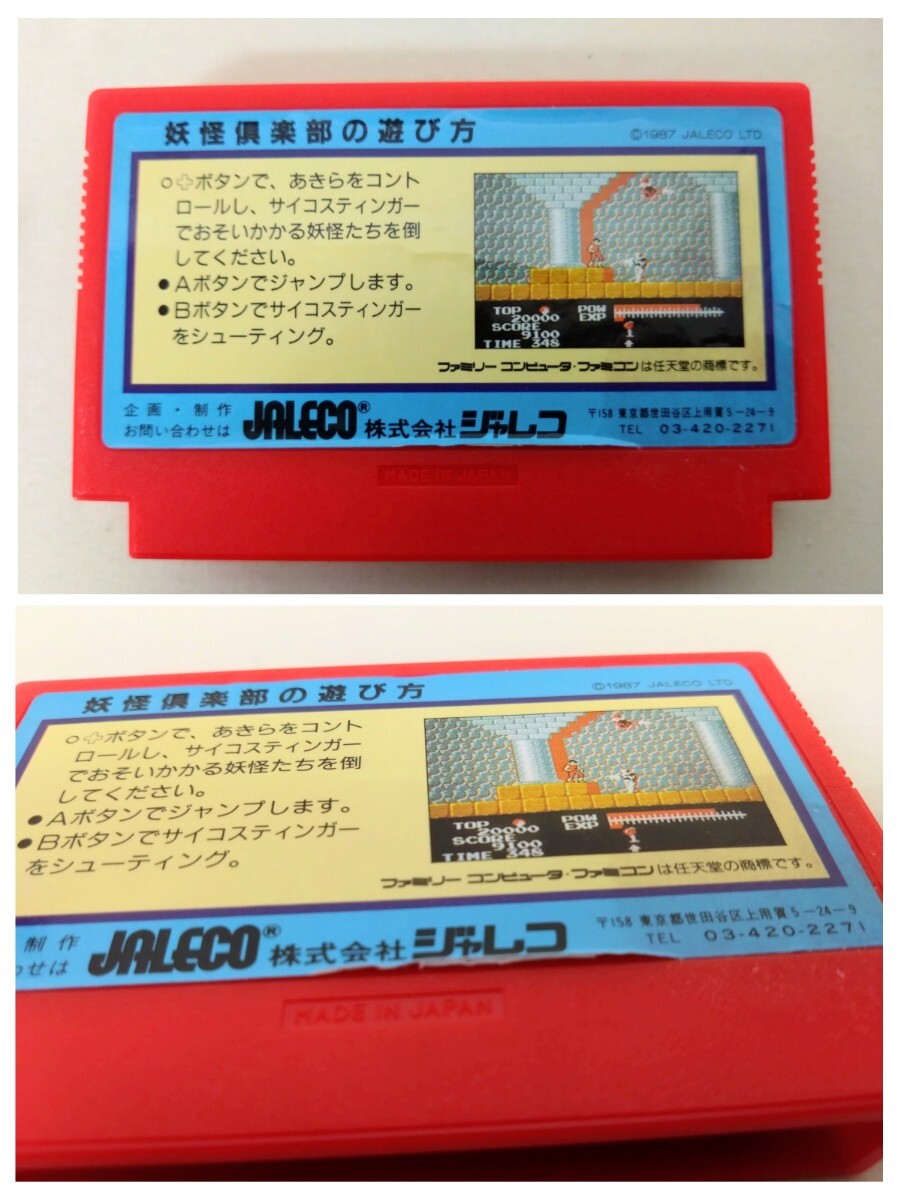 妖怪倶楽部の遊び方
©1987 JALECO LTD.
○✚ボタンで、あきらをコント
ロールし、サイコスティンガー
でおそいかかる妖怪たちを倒
してください。
●Aボタンでジャンプします。
●Bボタンでサイコスティンガー
をシューティング。
TOP
20000
SCORE
9100
TIME 348
POW
EXP
1
ファミリー コンピュータ・ファミコンは任天堂の商標です。
企画・制作
お問い合わせは
JALECO® 株式会社ジャレコ
〒158 東京都世田谷区上用賀5-24-9
TEL 03-420-2271
MADE IN JAPAN
妖怪倶楽部の遊び方
©1987 JALECO LTD.
○✚ボタンで、あきらをコント
ロールし、サイコスティンガー
でおそいかかる妖怪たちを倒
してください。
●Aボタンでジャンプします。
●Bボタンでサイコスティンガー
をシューティング。
TOP
20000
SCORE
9100
TIME 348
POW
EXP
1
ファミリー コンピュータ・ファミコンは任天堂の商標です。
制作
わせは
JALECO® 株式会社ジャレコ
〒158 東京都世田谷区上用賀5-24-9
TEL 03-420-2271
MADE IN JAPAN